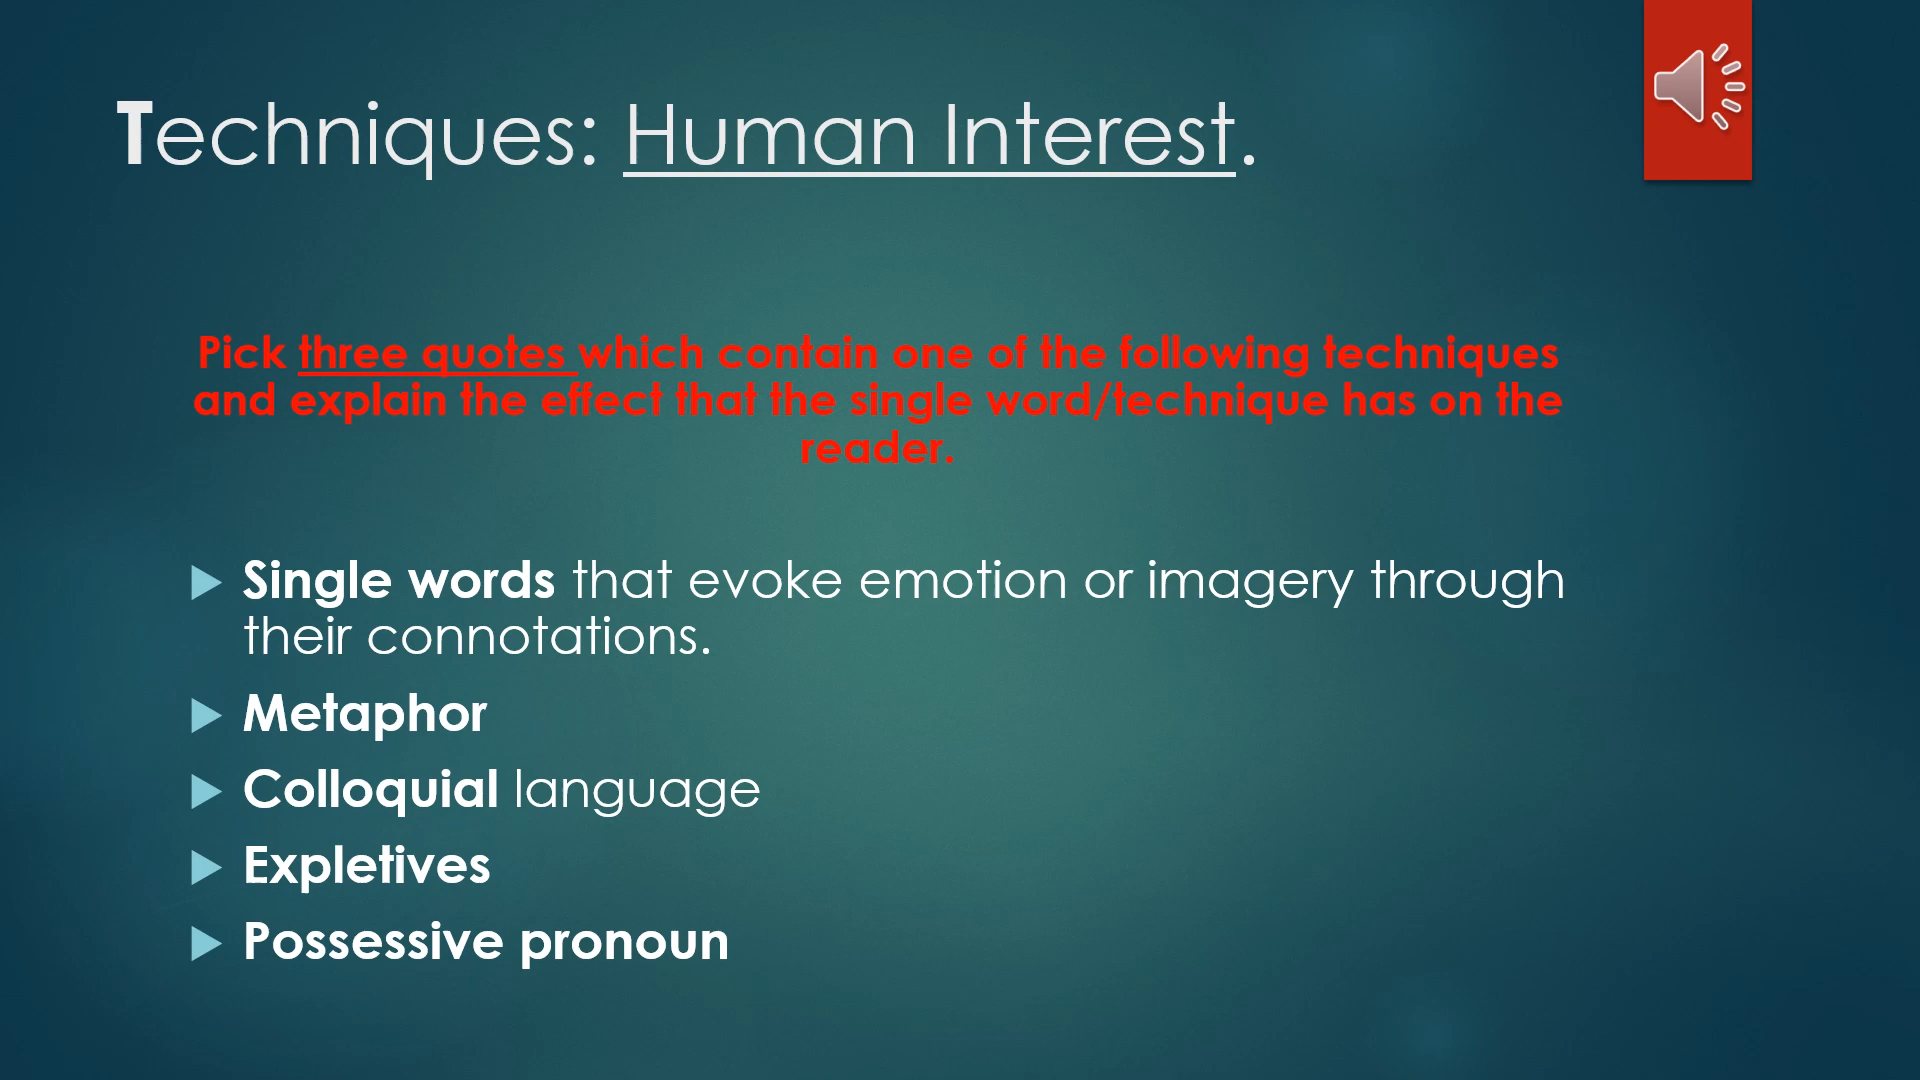 Techniques: Human Interest.
Pick three quotes which contain one of the following techniques
and explain the effect that the single word/technique has on the
reader.
Single words that evoke emotion or imagery through
their connotations.
Metaphor
Colloquial language
Expletives
Possessive pronoun